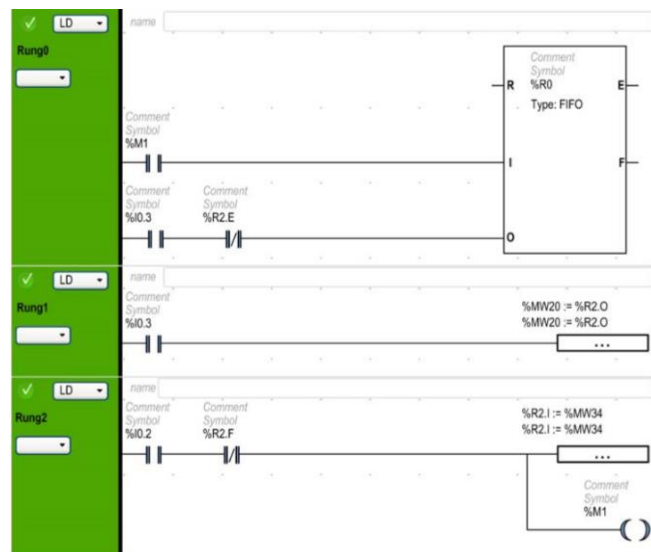 LD
name
Rung0
Comment
Symbol
%R0
R
E
Type: FIFO
Comment
Symbol
%M1
I
F
Comment
Comment
Symbol
Symbol
%I0.3
%R2.E
O
LD
name
Rung1
Comment
Symbol
%I0.3
%MW20 := %R2.O
%MW20 := %R2.O
...
LD
name
Rung2
Comment
Comment
Symbol
Symbol
%I0.2
%R2.F
%R2.I := %MW34
%R2.I := %MW34
...
Comment
Symbol
%M1